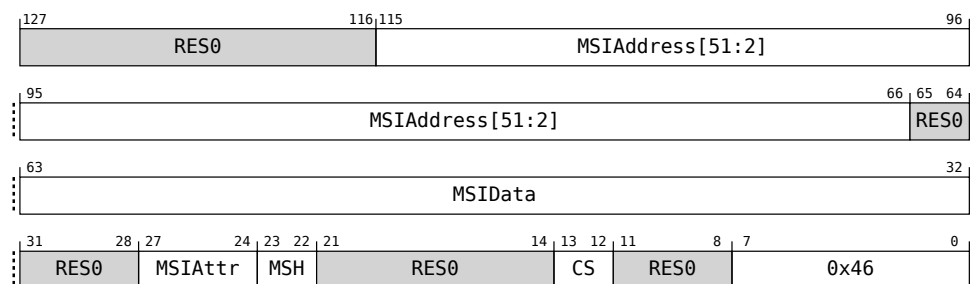 127 116 115 96
RES0 MSIAddress[51:2]
95 66 65 64
MSIAddress[51:2] RES0
63 32
MSIData
31 28 27 24 23 22 21 14 13 12 11 8 7 0
RES0 MSIAttr MSH RES0 CS RES0 0x46